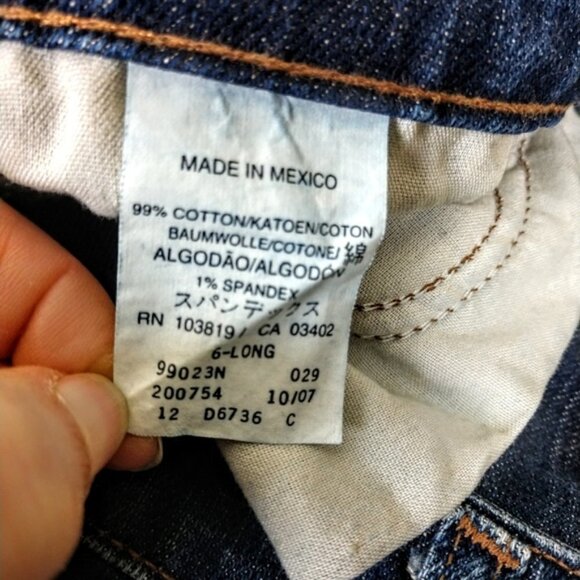 MADE IN MEXICO
99% COTTON/KATOEN/COTON
BAUMWOLLE/COTONE/綿
ALGODÃO/ALGODÓN
1% SPANDEX
スパンデックス
RN 103819/ CA 03402
6-LONG
99023N 029
200754 10/07
12 D6736 C